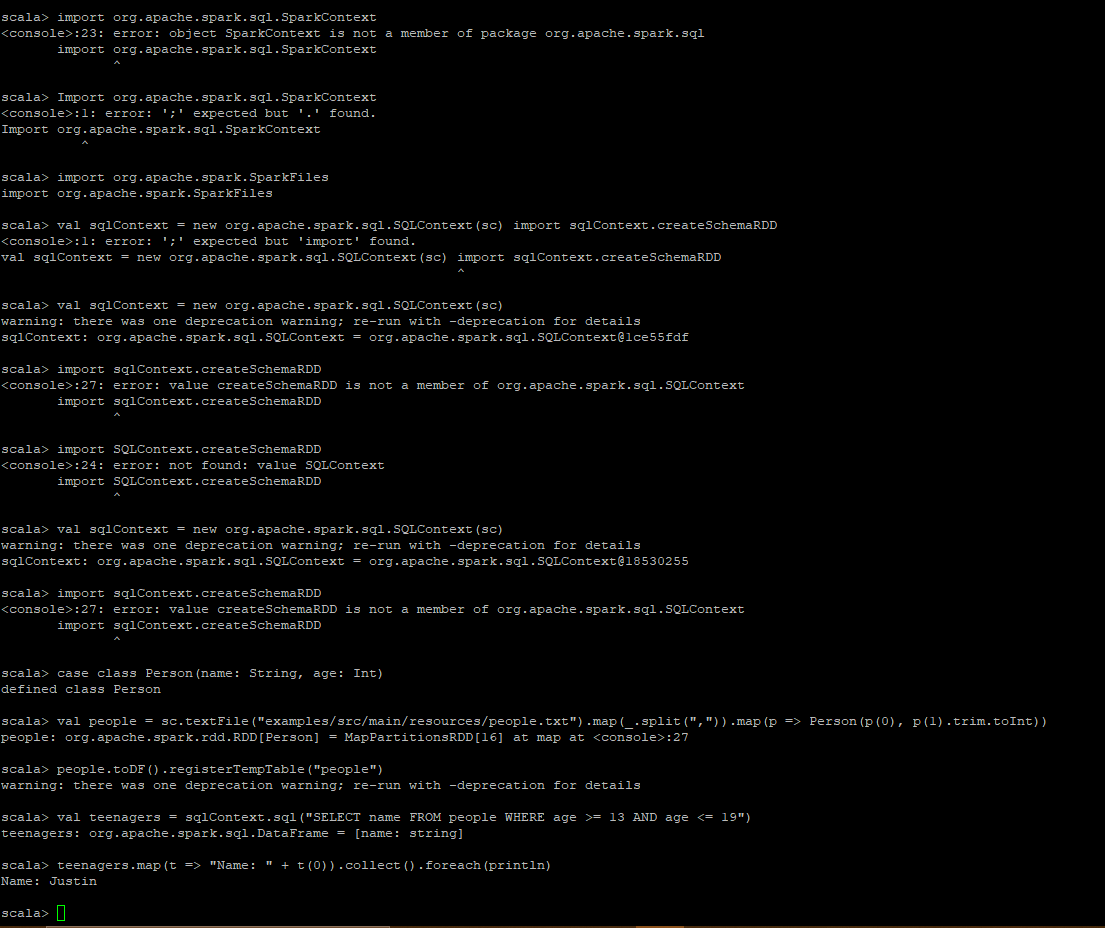 scala> import org.apache.spark.sql.SparkContext
<console>:23: error: object SparkContext is not a member of package org.apache.spark.sql
       import org.apache.spark.sql.SparkContext
              ^
scala> Import org.apache.spark.sql.SparkContext
<console>:1: error: ';' expected but '.' found.
Import org.apache.spark.sql.SparkContext
          ^
scala> import org.apache.spark.SparkFiles
import org.apache.spark.SparkFiles
scala> val sqlContext = new org.apache.spark.sql.SQLContext(sc) import sqlContext.createSchemaRDD
<console>:1: error: ';' expected but 'import' found.
val sqlContext = new org.apache.spark.sql.SQLContext(sc) import sqlContext.createSchemaRDD
                                                         ^
scala> val sqlContext = new org.apache.spark.sql.SQLContext(sc)
warning: there was one deprecation warning; re-run with -deprecation for details
sqlContext: org.apache.spark.sql.SQLContext = org.apache.spark.sql.SQLContext@1ce55fdf
scala> import sqlContext.createSchemaRDD
<console>:27: error: value createSchemaRDD is not a member of org.apache.spark.sql.SQLContext
       import sqlContext.createSchemaRDD
              ^
scala> import SQLContext.createSchemaRDD
<console>:24: error: not found: value SQLContext
       import SQLContext.createSchemaRDD
              ^
scala> val sqlContext = new org.apache.spark.sql.SQLContext(sc)
warning: there was one deprecation warning; re-run with -deprecation for details
sqlContext: org.apache.spark.sql.SQLContext = org.apache.spark.sql.SQLContext@18530255
scala> import sqlContext.createSchemaRDD
<console>:27: error: value createSchemaRDD is not a member of org.apache.spark.sql.SQLContext
       import sqlContext.createSchemaRDD
              ^
scala> case class Person(name: String, age: Int)
defined class Person
scala> val people = sc.textFile("examples/src/main/resources/people.txt").map(_.split(",")).map(p => Person(p(0), p(1).trim.toInt))
people: org.apache.spark.rdd.RDD[Person] = MapPartitionsRDD[16] at map at <console>:27
scala> people.toDF().registerTempTable("people")
warning: there was one deprecation warning; re-run with -deprecation for details
scala> val teenagers = sqlContext.sql("SELECT name FROM people WHERE age >= 13 AND age <= 19")
teenagers: org.apache.spark.sql.DataFrame = [name: string]
scala> teenagers.map(t => "Name: " + t(0)).collect().foreach(println)
Name: Justin
scala>